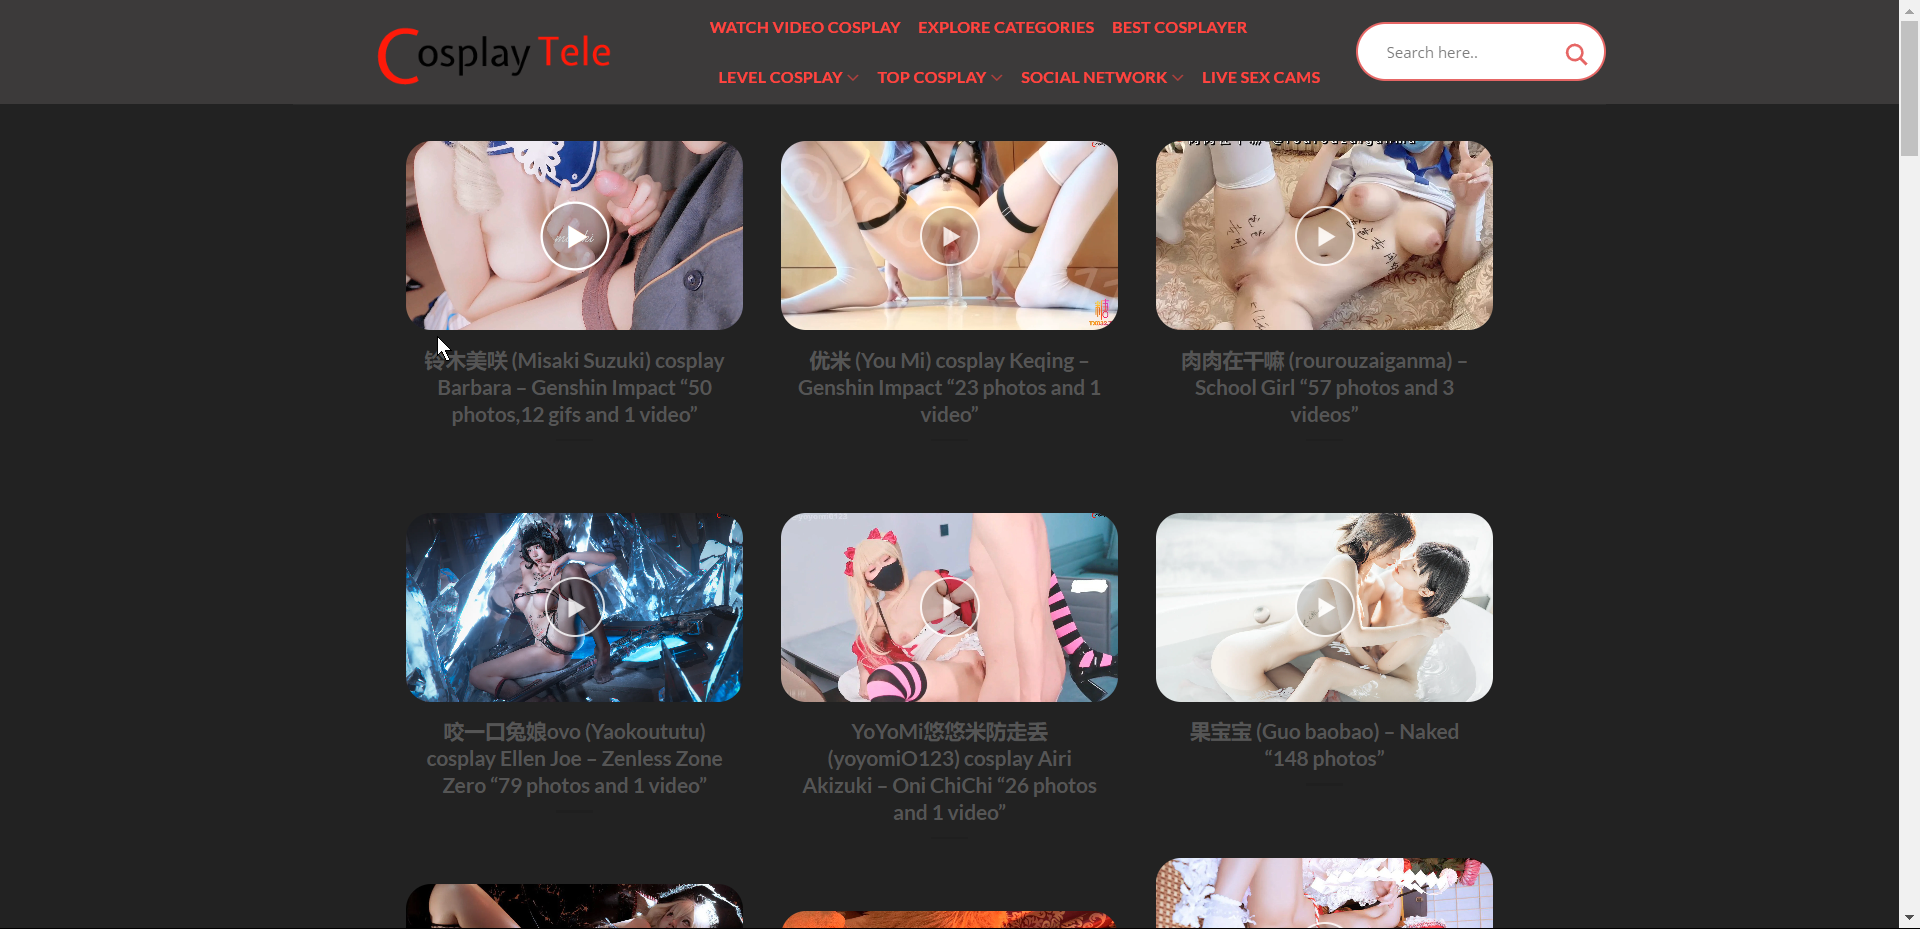 Cosplay Tele
WATCH VIDEO COSPLAY EXPLORE CATEGORIES BEST COSPLAYER
LEVEL COSPLAY TOP COSPLAY SOCIAL NETWORK LIVE SEX CAMS
Search here..
铃木美咲 (Misaki Suzuki) cosplay
Barbara – Genshin Impact “50
photos,12 gifs and 1 video”
优米 (You Mi) cosplay Keqing –
Genshin Impact “23 photos and 1
video”
肉肉在干嘛 (rourouzaiganma) –
School Girl “57 photos and 3
videos”
咬一口兔娘ovo (Yaokoututu)
cosplay Ellen Joe – Zenless Zone
Zero “79 photos and 1 video”
YoYoMi悠悠米防走丢
(yoyomiO123) cosplay Airi
Akizuki – Oni ChiChi “26 photos
and 1 video”
果宝宝 (Guo baobao) – Naked
“148 photos”